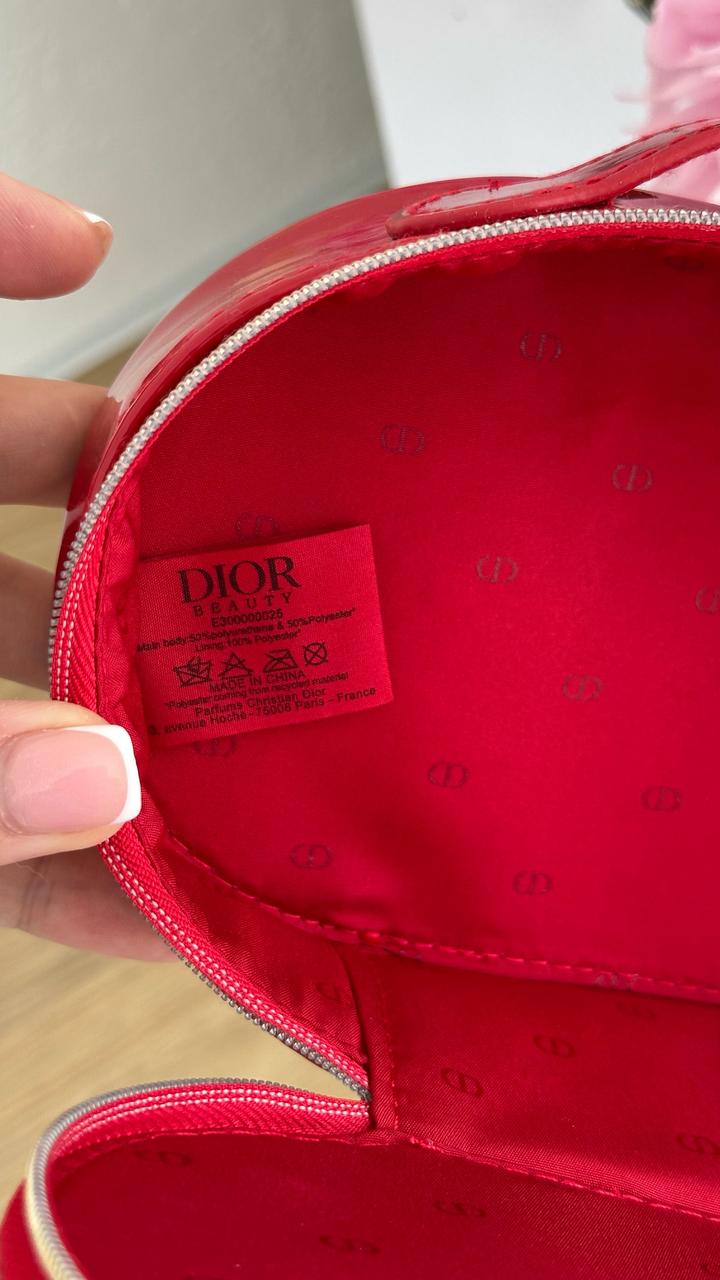 DIOR
BEAUTY
E300000025
Main body:50%polyurethane & 50%Polyester*
Lining:100% Polyester*
MADE IN CHINA
*Polyester coming from recycled material
Parfums Christian Dior
avenue Hoche - 75008 Paris - France